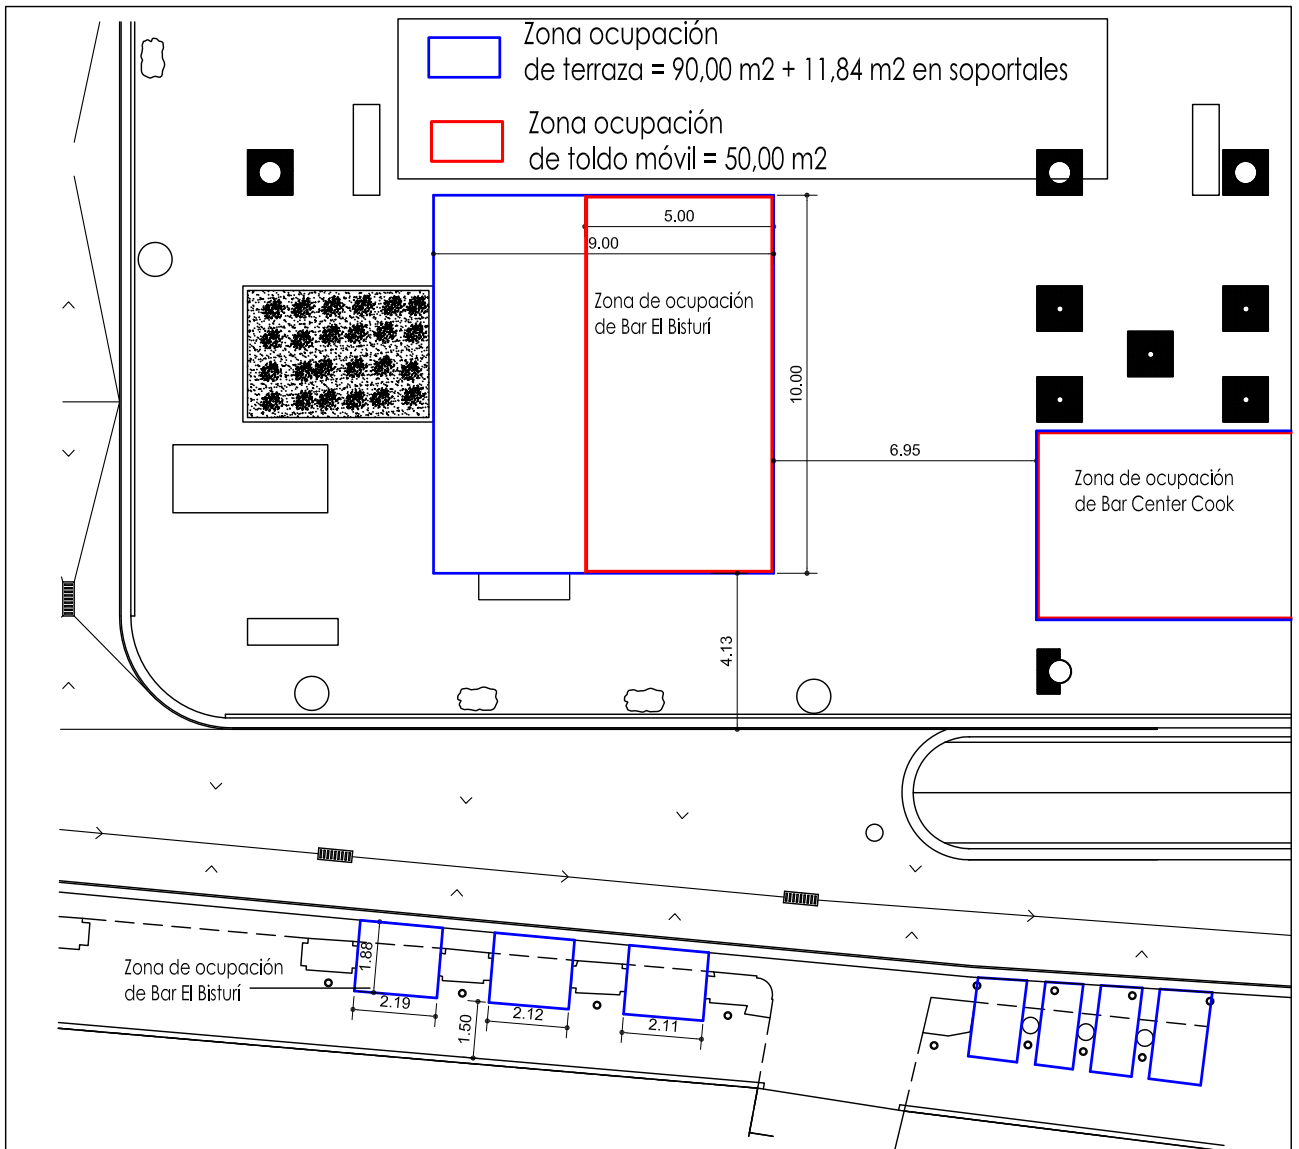 Zona ocupación
de terraza = 90,00 m2 + 11,84 m2 en soportales
Zona ocupación
de toldo móvil = 50,00 m2
5.00
9.00
Zona de ocupación
de Bar El Bisturí
10.00
6.95
Zona de ocupación
de Bar Center Cook
4.13
Zona de ocupación
de Bar El Bisturí
1.88
2.19
1.50
2.12
2.11